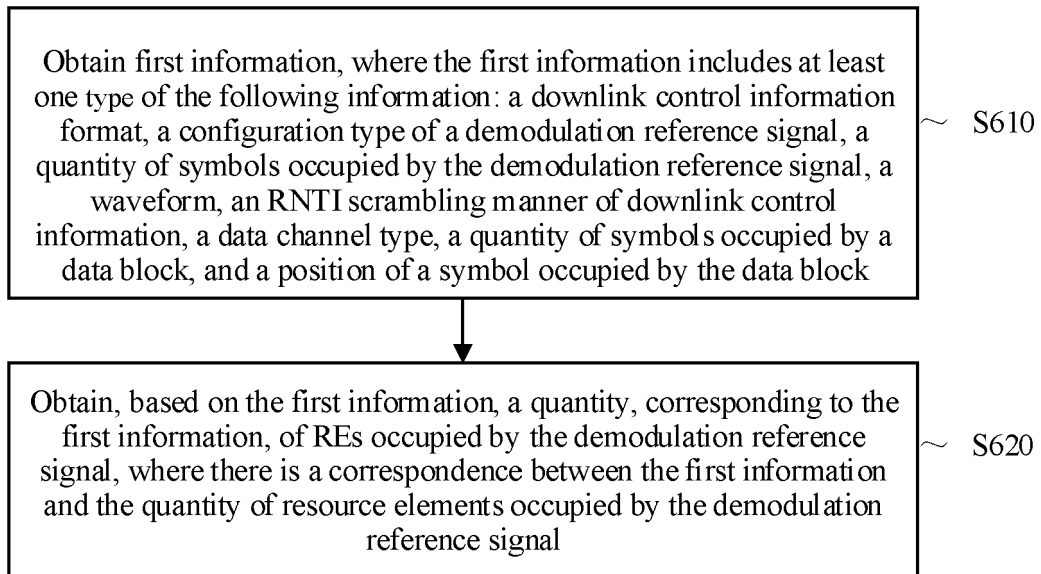 Obtain first information, where the first information includes at least
one type of the following information: a downlink control information
format, a configuration type of a demodulation reference signal, a
quantity of symbols occupied by the demodulation reference signal, a
waveform, an RNTI scrambling manner of downlink control
information, a data channel type, a quantity of symbols occupied by a
data block, and a position of a symbol occupied by the data block
S610
Obtain, based on the first information, a quantity, corresponding to the
first information, of REs occupied by the demodulation reference
signal, where there is a correspondence between the first information
and the quantity of resource elements occupied by the demodulation
reference signal
S620